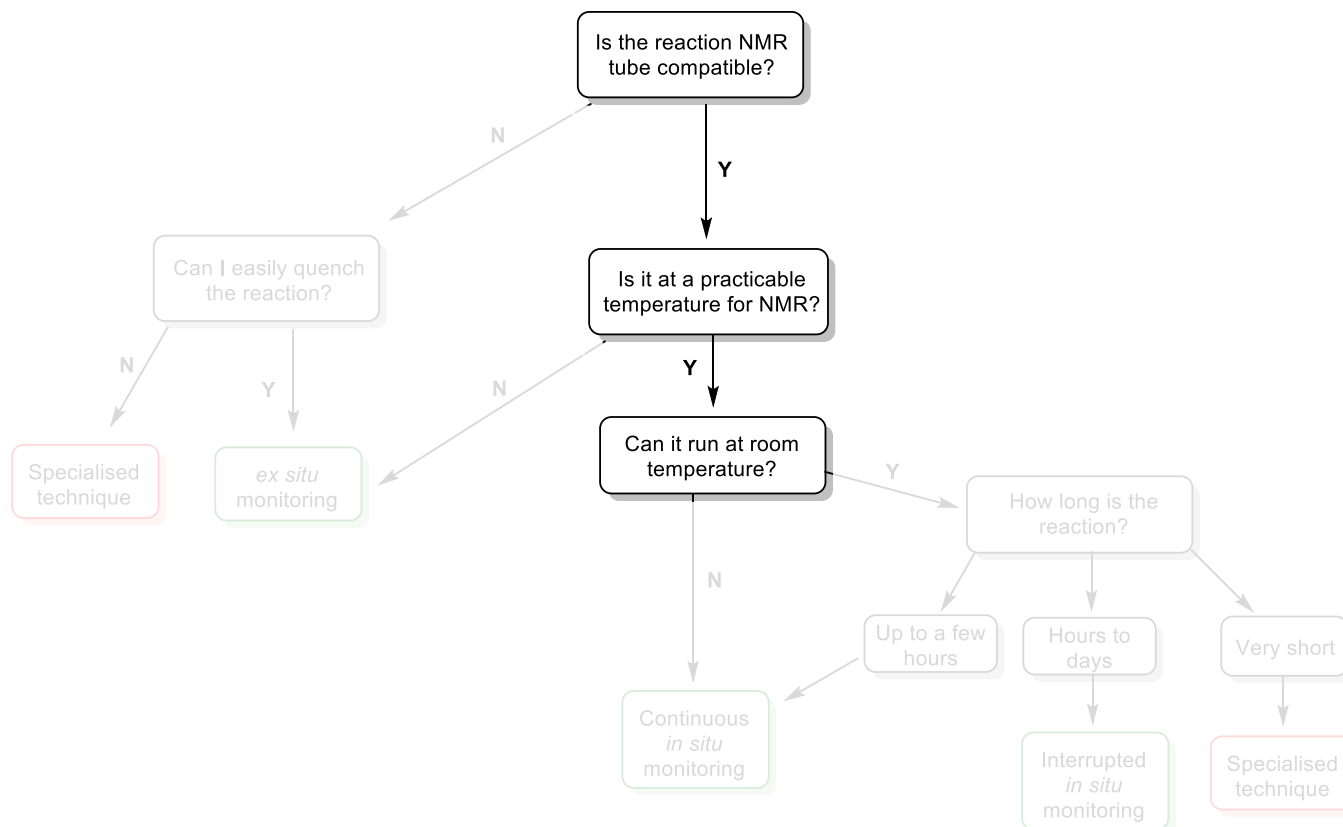 Is the reaction NMR
tube compatible?
N
Y
Can I easily quench
the reaction?
Is it at a practicable
temperature for NMR?
N
Y
N
Y
Can it run at room
temperature?
Specialised
technique
ex situ
monitoring
Y
How long is the
reaction?
N
Up to a few
hours
Hours to
days
Very short
Continuous
in situ
monitoring
Interrupted
in situ
monitoring
Specialised
technique